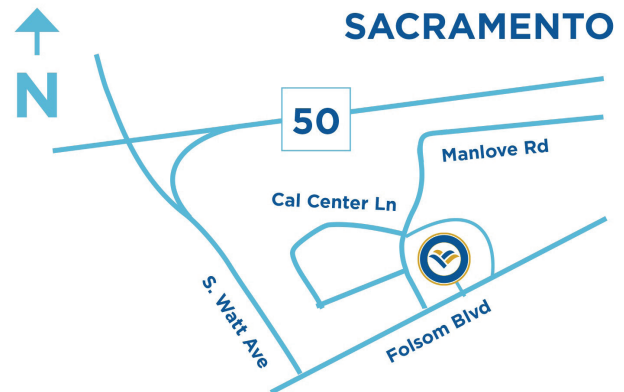 SACRAMENTO
N
50
Manlove Rd
Cal Center Ln
S. Watt Ave
Folsom Blvd